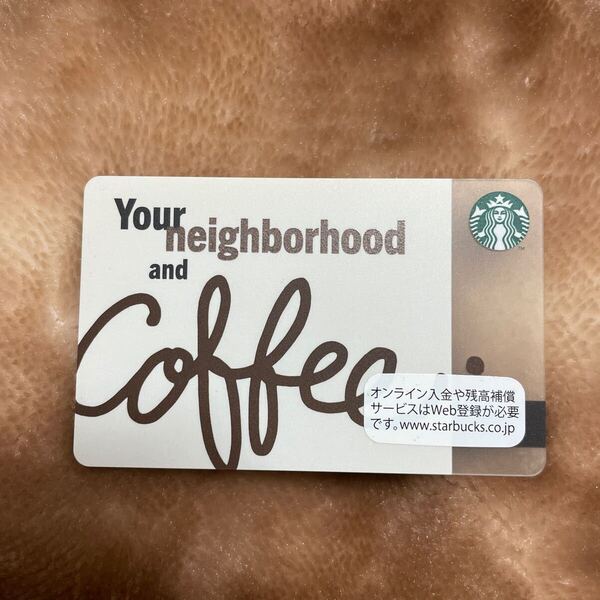 Your
neighborhood
and
Coffee
オンライン入金や残高補償
サービスはWeb登録が必要
です。www.starbucks.co.jp
TM